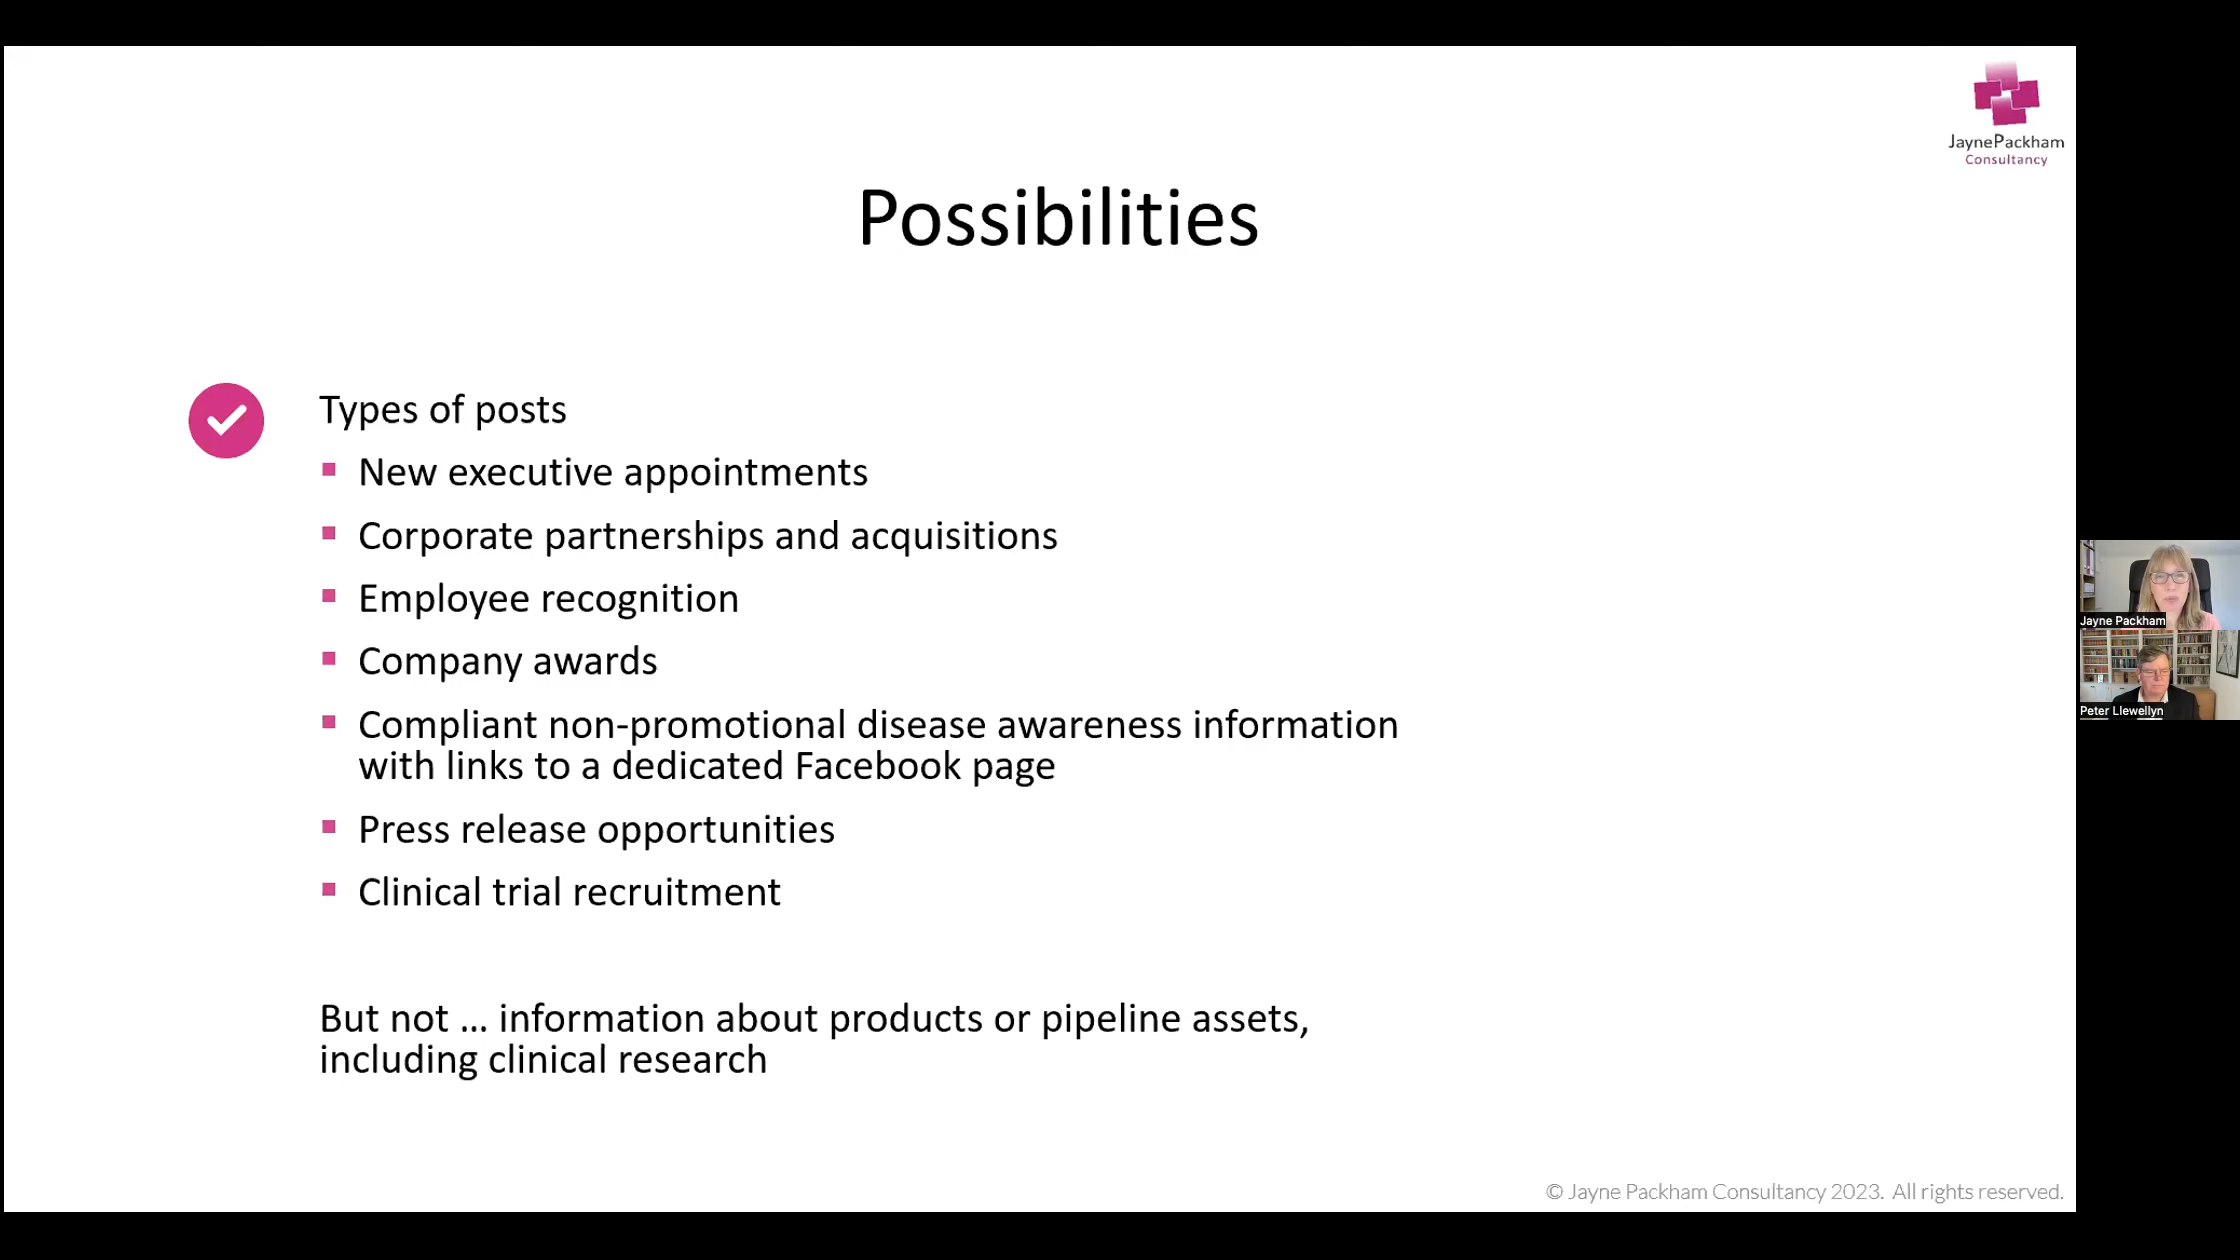 JaynePackham
Consultancy
Possibilities
Types of posts
New executive appointments
Corporate partnerships and acquisitions
Employee recognition
Company awards
Compliant non-promotional disease awareness information
with links to a dedicated Facebook page
Press release opportunities
Clinical trial recruitment
But not ... information about products or pipeline assets,
including clinical research
Jayne Packham
Peter Llewellyn
© Jayne Packham Consultancy 2023. All rights reserved.